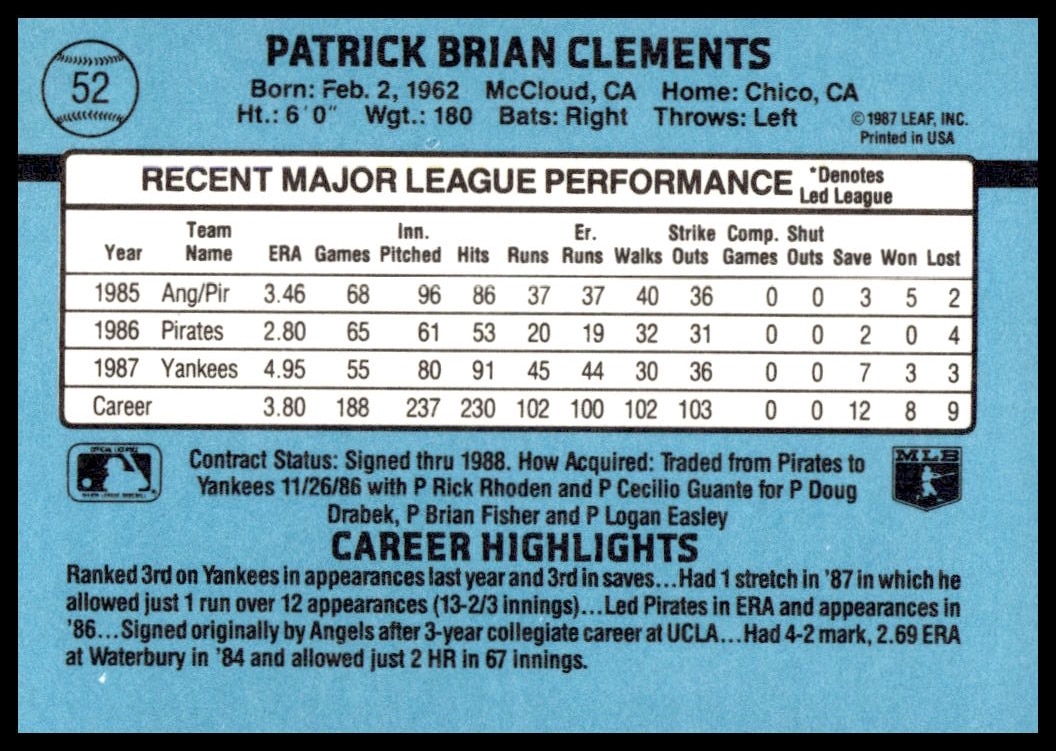 52
PATRICK BRIAN CLEMENTS
Born: Feb. 2, 1962 McCloud, CA Home: Chico, CA
Ht.: 6´0˝ Wgt.: 180 Bats: Right Throws: Left
© 1987 LEAF, INC.
Printed in USA
RECENT MAJOR LEAGUE PERFORMANCE *Denotes
Led League
Year Team Name ERA Games Inn. Pitched Hits Runs Er. Runs Walks Strike Outs Comp. Games Shut Outs Save Won Lost
1985 Ang/Pir 3.46 68 96 86 37 37 40 36 0 0 3 5 2
1986 Pirates 2.80 65 61 53 20 19 32 31 0 0 2 0 4
1987 Yankees 4.95 55 80 91 45 44 30 36 0 0 7 3 3
Career 3.80 188 237 230 102 100 102 103 0 0 12 8 9
MLB
Contract Status: Signed thru 1988. How Acquired: Traded from Pirates to
Yankees 11/26/86 with P Rick Rhoden and P Cecilio Guante for P Doug
Drabek, P Brian Fisher and P Logan Easley
CAREER HIGHLIGHTS
Ranked 3rd on Yankees in appearances last year and 3rd in saves...Had 1 stretch in '87 in which he
allowed just 1 run over 12 appearances (13-2/3 innings)...Led Pirates in ERA and appearances in
'86...Signed originally by Angels after 3-year collegiate career at UCLA...Had 4-2 mark, 2.69 ERA
at Waterbury in '84 and allowed just 2 HR in 67 innings.